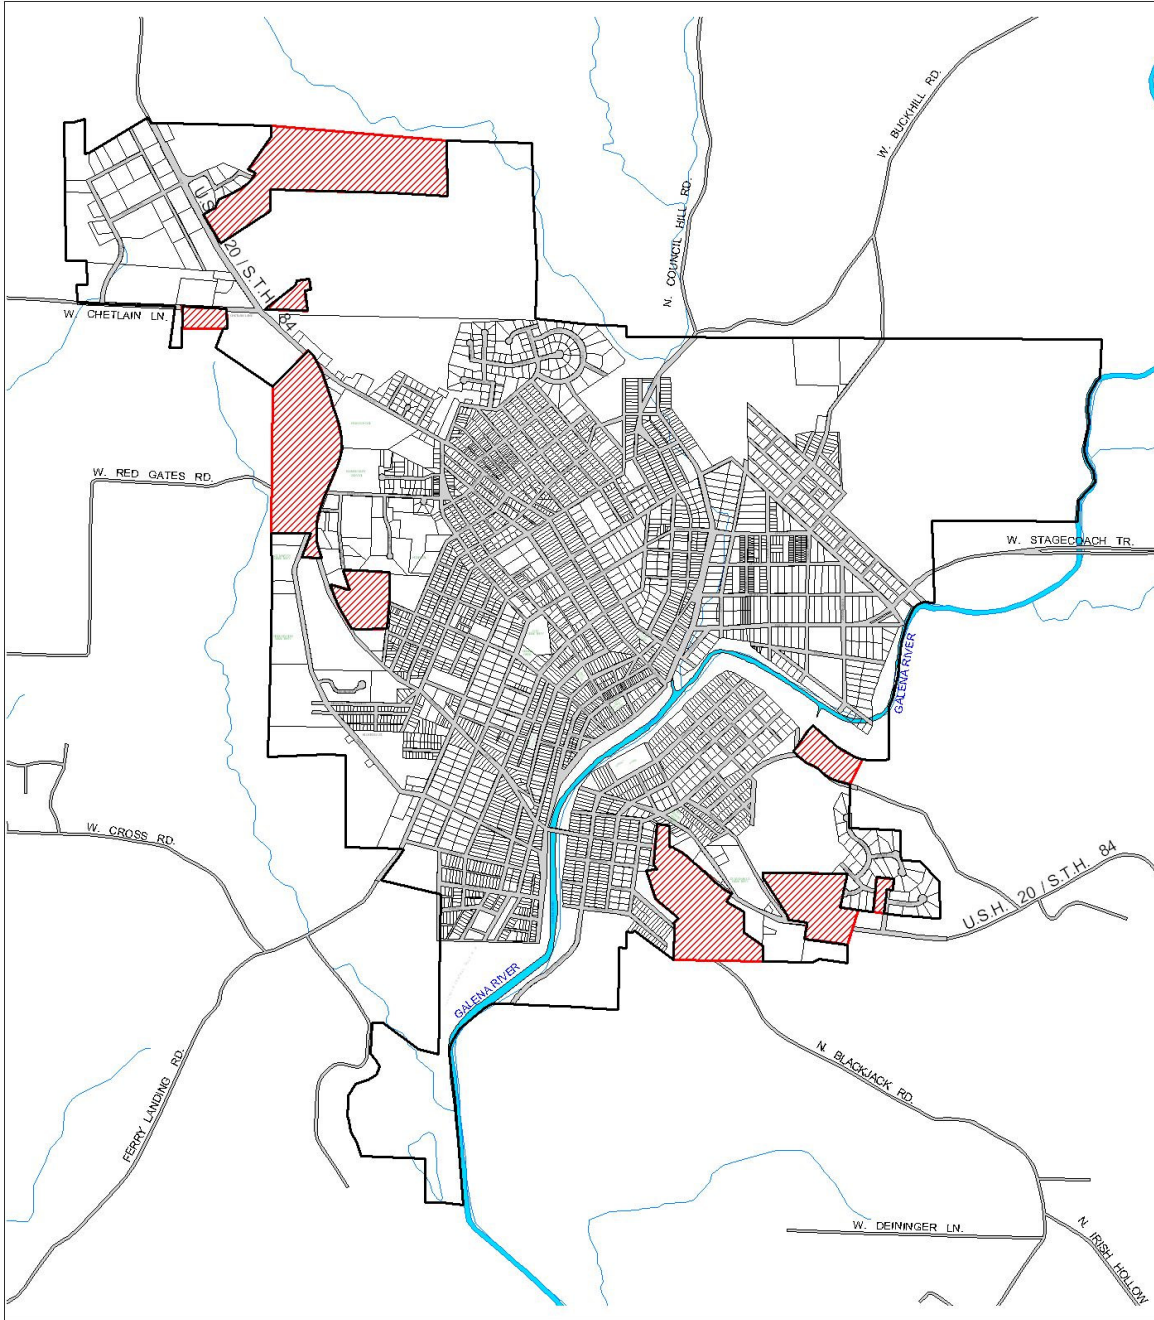 W. BUCKHILL RD.
N. COUNCIL HILL RD.
U.S. 20 / S.T.H. 84
W. CHETLAIN LN.
W. RED GATES RD.
W. STAGECOACH TR.
GALENA RIVER
W. CROSS RD.
U.S.H. 20 / S.T.H. 84
GALENA RIVER
FERRY LANDING RD.
N. BLACKJACK RD.
W. DEININGER LN.
N. IRISH HOLLOW